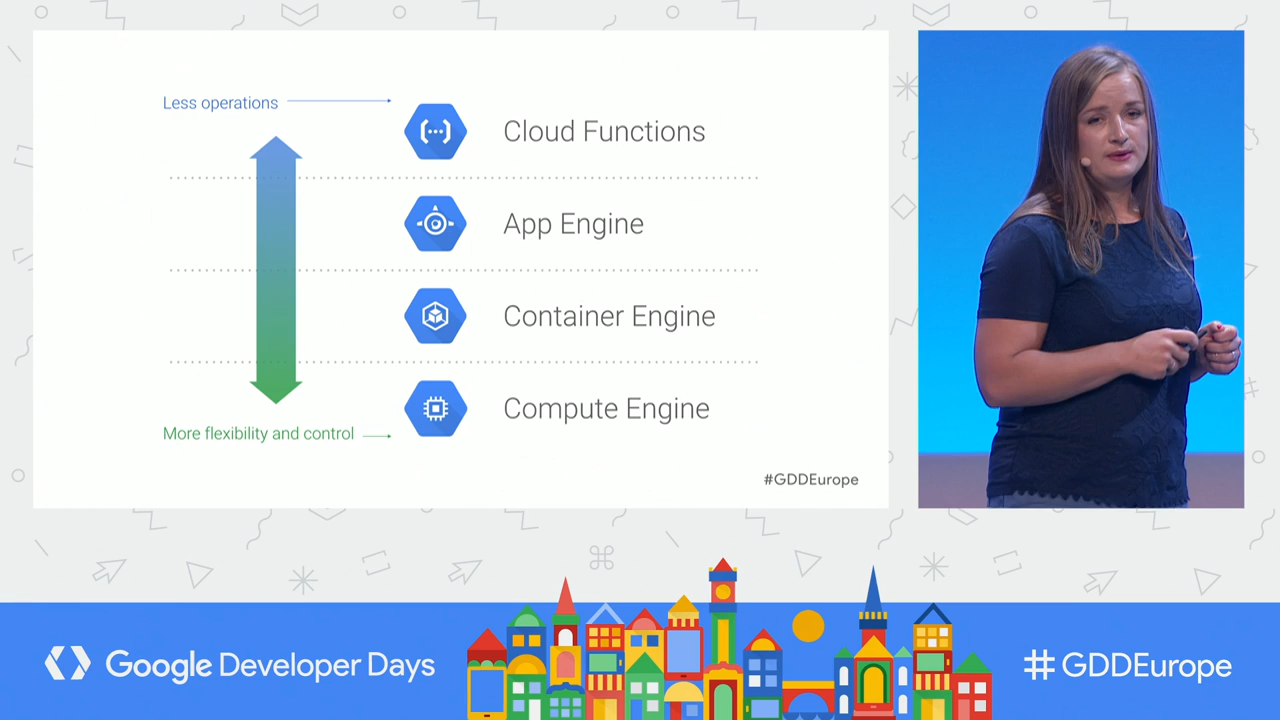 Less operations
Cloud Functions
App Engine
Container Engine
Compute Engine
More flexibility and control
#GDDEurope
Google Developer Days
#GDDEurope